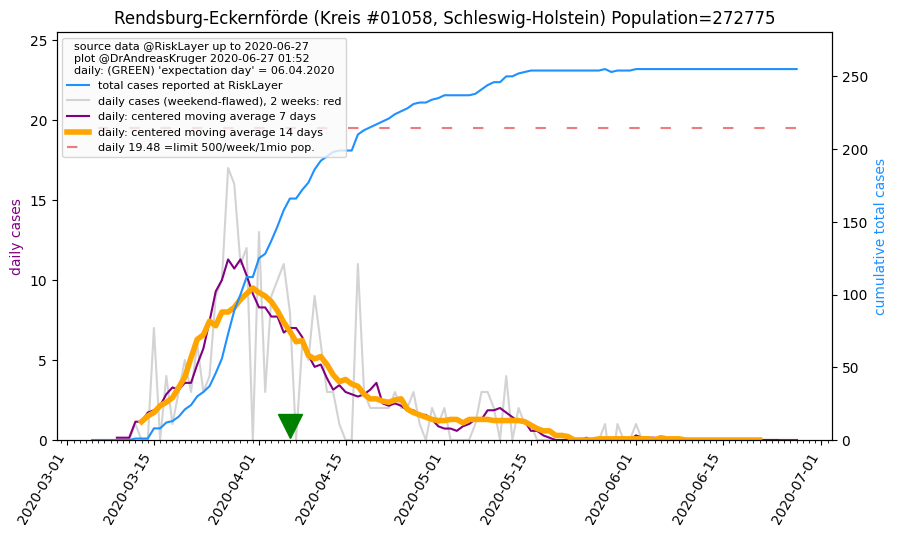 Rendsburg-Eckernförde (Kreis #01058, Schleswig-Holstein) Population=272775
source data @RiskLayer up to 2020-06-27
plot @DrAndreasKruger 2020-06-27 01:52
daily: (GREEN) 'expectation day' = 06.04.2020
total cases reported at RiskLayer
daily cases (weekend-flawed), 2 weeks: red
daily: centered moving average 7 days
daily: centered moving average 14 days
daily 19.48 =limit 500/week/1mio pop.
daily cases
25
20
15
10
5
0
cumulative total cases
250
200
150
100
50
0
2020-03-01
2020-03-15
2020-04-01
2020-04-15
2020-05-01
2020-05-15
2020-06-01
2020-06-15
2020-07-01